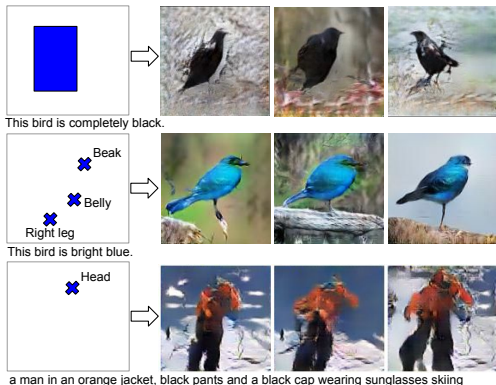 This bird is completely black.
Beak
Belly
Right leg
This bird is bright blue.
Head
a man in an orange jacket, black pants and a black cap wearing sunglasses skiing